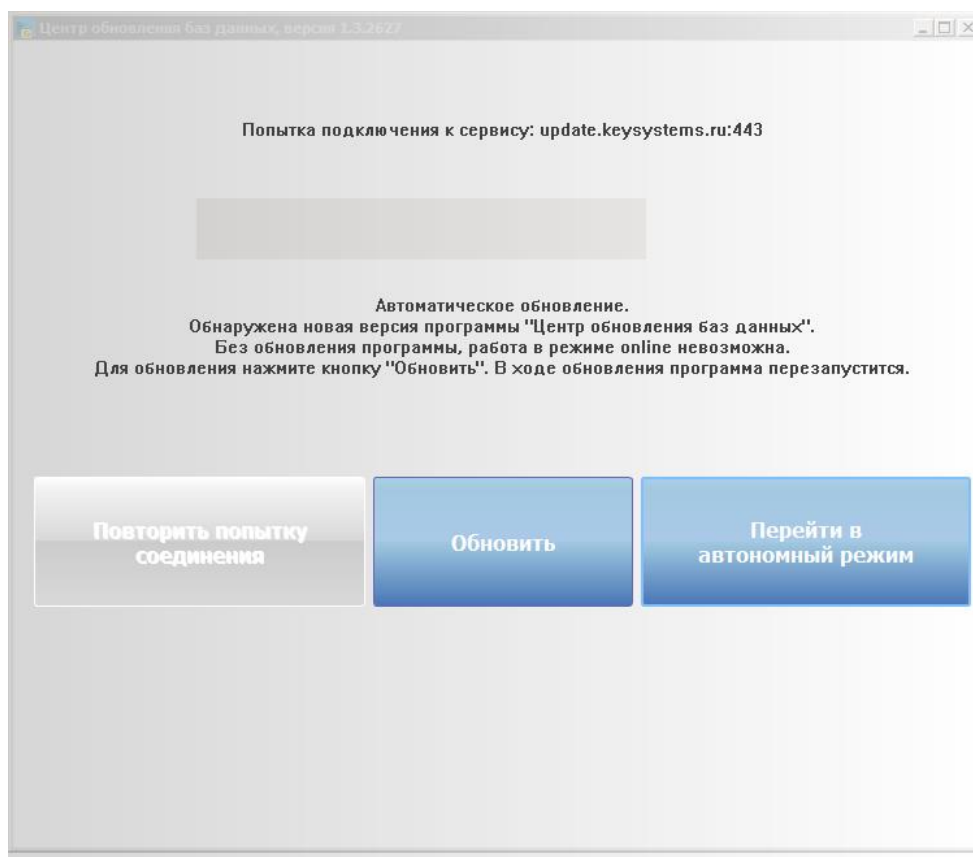 Центр обновления баз данных, версия 1.3.2627
Попытка подключения к сервису: update.keysystems.ru:443
Автоматическое обновление.
Обнаружена новая версия программы "Центр обновления баз данных".
Без обновления программы, работа в режиме online невозможна.
Для обновления нажмите кнопку "Обновить". В ходе обновления программа перезапустится.
Повторить попытку
соединения
Обновить
Перейти в
автономный режим